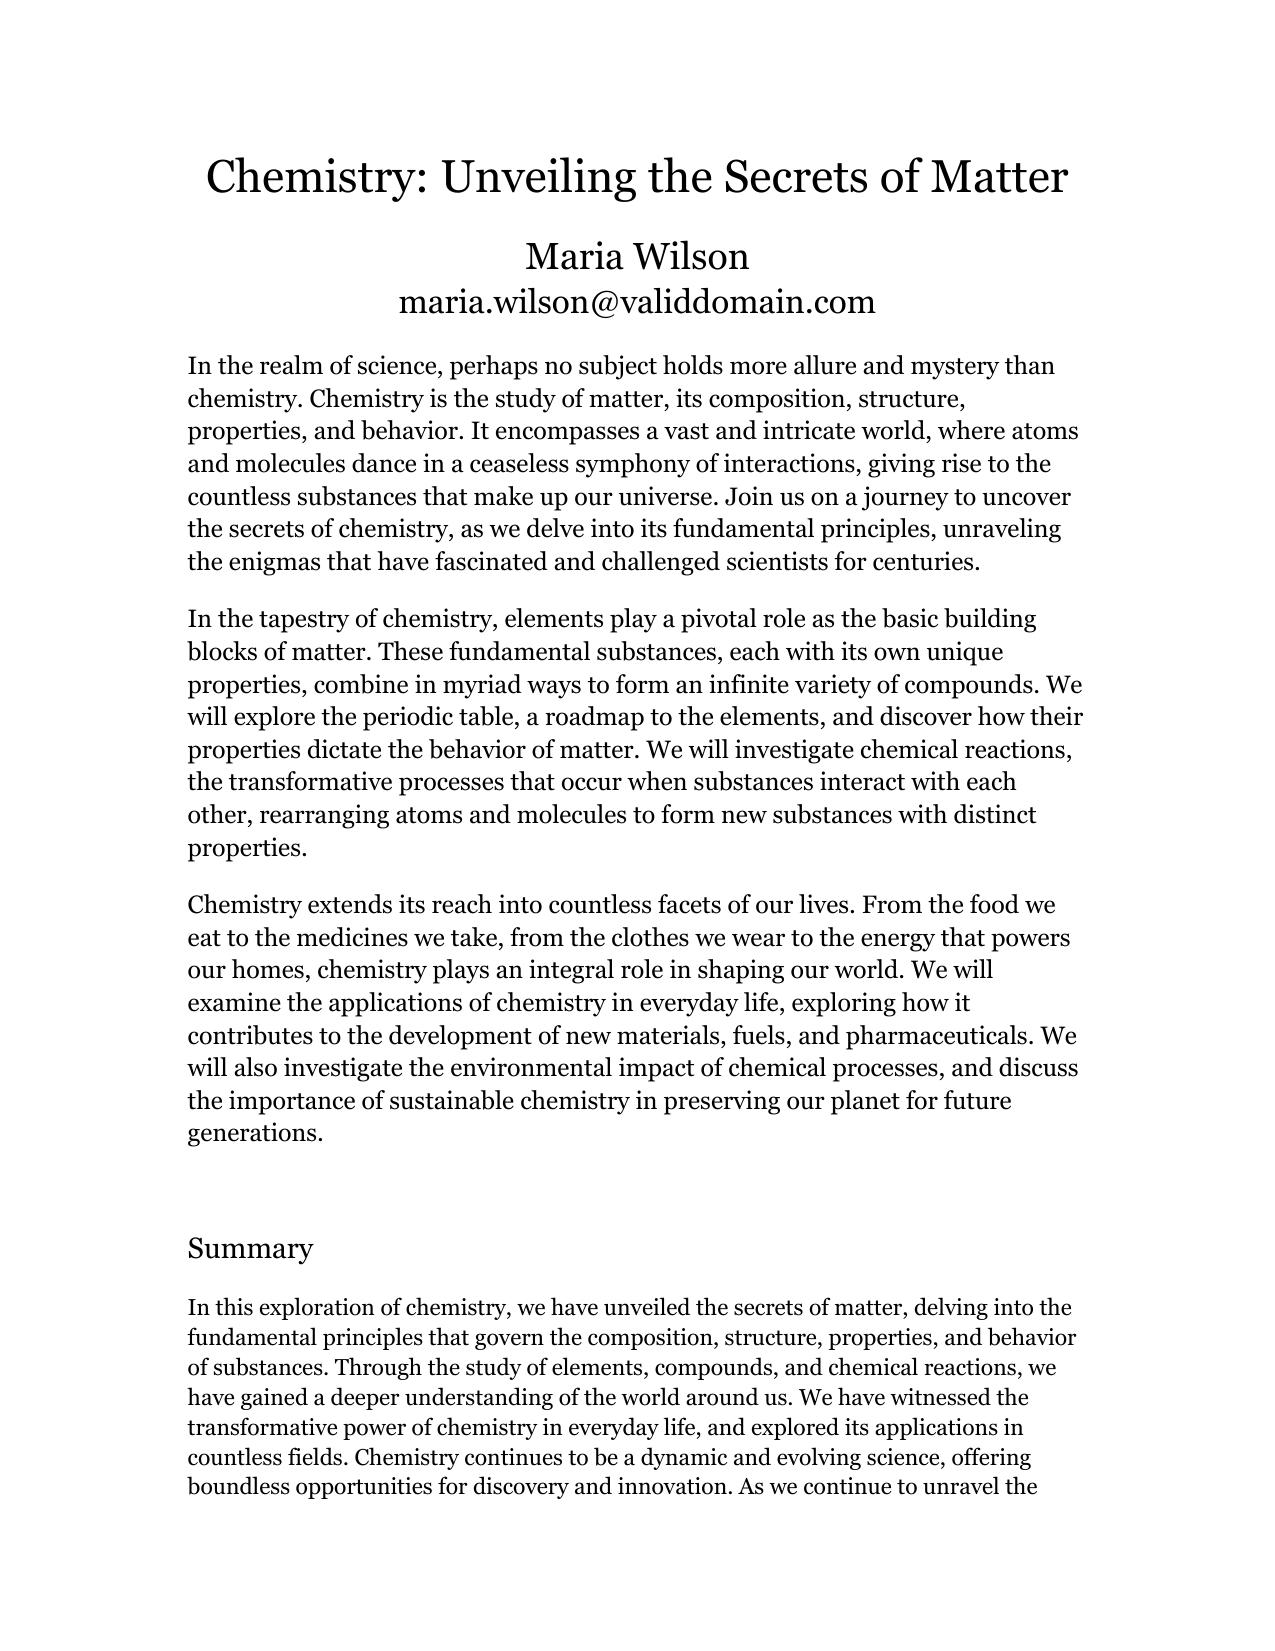 Chemistry: Unveiling the Secrets of Matter
Maria Wilson
maria.wilson@validdomain.com
In the realm of science, perhaps no subject holds more allure and mystery than
chemistry. Chemistry is the study of matter, its composition, structure,
properties, and behavior. It encompasses a vast and intricate world, where atoms
and molecules dance in a ceaseless symphony of interactions, giving rise to the
countless substances that make up our universe. Join us on a journey to uncover
the secrets of chemistry, as we delve into its fundamental principles, unraveling
the enigmas that have fascinated and challenged scientists for centuries.
In the tapestry of chemistry, elements play a pivotal role as the basic building
blocks of matter. These fundamental substances, each with its own unique
properties, combine in myriad ways to form an infinite variety of compounds. We
will explore the periodic table, a roadmap to the elements, and discover how their
properties dictate the behavior of matter. We will investigate chemical reactions,
the transformative processes that occur when substances interact with each
other, rearranging atoms and molecules to form new substances with distinct
properties.
Chemistry extends its reach into countless facets of our lives. From the food we
eat to the medicines we take, from the clothes we wear to the energy that powers
our homes, chemistry plays an integral role in shaping our world. We will
examine the applications of chemistry in everyday life, exploring how it
contributes to the development of new materials, fuels, and pharmaceuticals. We
will also investigate the environmental impact of chemical processes, and discuss
the importance of sustainable chemistry in preserving our planet for future
generations.
Summary
In this exploration of chemistry, we have unveiled the secrets of matter, delving into the
fundamental principles that govern the composition, structure, properties, and behavior
of substances. Through the study of elements, compounds, and chemical reactions, we
have gained a deeper understanding of the world around us. We have witnessed the
transformative power of chemistry in everyday life, and explored its applications in
countless fields. Chemistry continues to be a dynamic and evolving science, offering
boundless opportunities for discovery and innovation. As we continue to unravel the